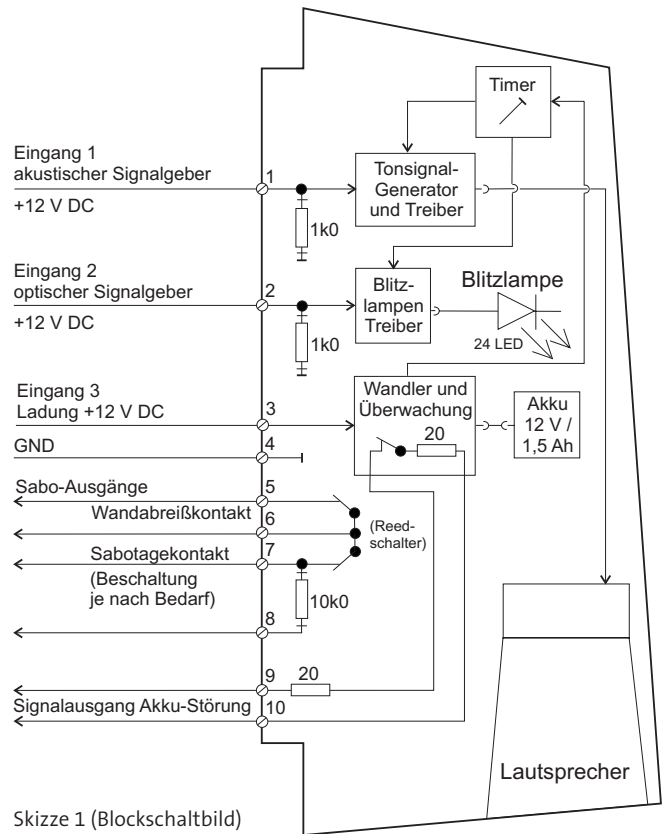 Timer
Eingang 1
akustischer Signalgeber
+12 V DC
1
Tonsignal-
Generator
und Treiber
1k0
Eingang 2
optischer Signalgeber
+12 V DC
2
Blitz-
lampen
Treiber
Blitzlampe
24 LED
1k0
Eingang 3
Ladung +12 V DC
3
Wandler und
Überwachung
20
Akku
12 V /
1,5 Ah
GND
4
Sabo-Ausgänge
5
Wandabreißkontakt
6
(Reed-
schalter)
Sabotagekontakt
7
(Beschaltung
je nach Bedarf)
10k0
8
9
20
Signalausgang Akku-Störung
10
Lautsprecher
Skizze 1 (Blockschaltbild)